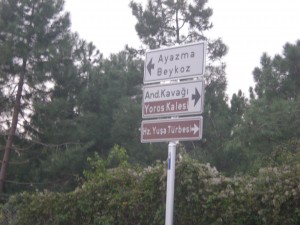 Ayazma
Beykoz
And.Kavağı
Yoros Kalesi
Hz. Yuşa Türbesi